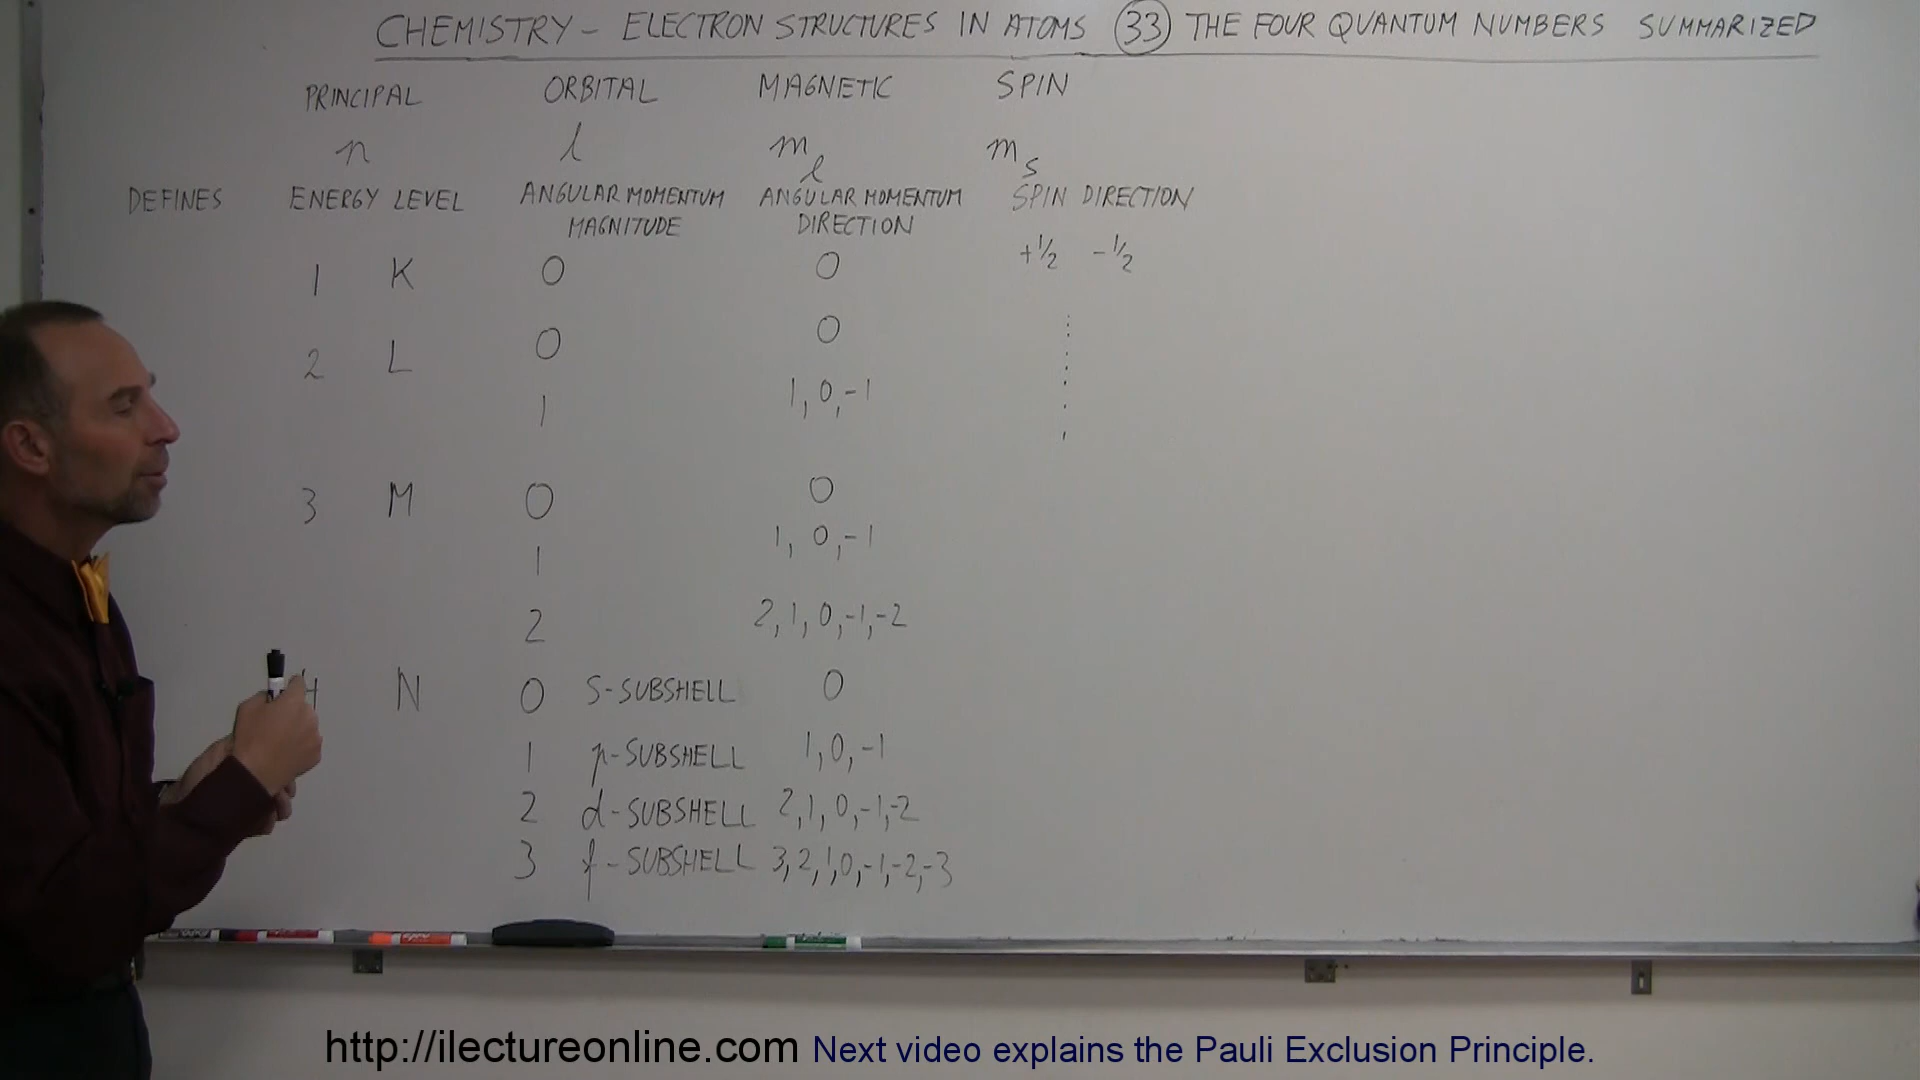 CHEMISTRY - ELECTRON STRUCTURES IN ATOMS 33 THE FOUR QUANTUM NUMBERS SUMMARIZED
PRINCIPAL ORBITAL MAGNETIC SPIN
n l m_l m_s
DEFINES ENERGY LEVEL ANGULAR MOMENTUM ANGULAR MOMENTUM SPIN DIRECTION
MAGNITUDE DIRECTION
1 K 0 0 +1/2 -1/2
2 L 0 0
1 1, 0, -1
3 M 0 0
1 1, 0, -1
2 2, 1, 0, -1, -2
4 N 0 S-SUBSHELL 0
1 p-SUBSHELL 1, 0, -1
2 d-SUBSHELL 2, 1, 0, -1, -2
3 f-SUBSHELL 3, 2, 1, 0, -1, -2, -3
http://ilectureonline.com Next video explains the Pauli Exclusion Principle.